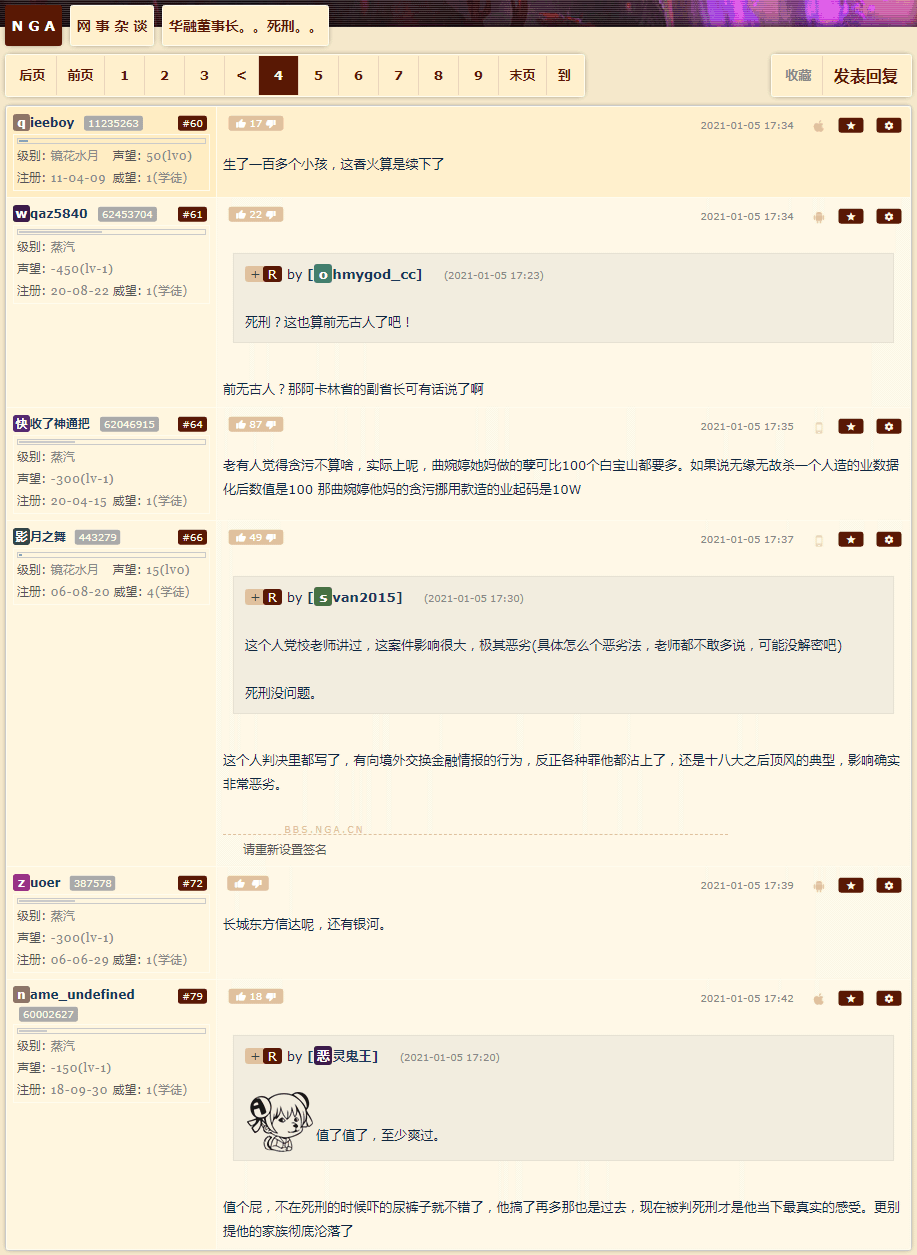 NGA 网事杂谈 华融董事长。。死刑。。
后页 前页 1 2 3 < 4 5 6 7 8 9 末页 到 收藏 发表回复
qieeboy 11235263 #60 17 2021-01-05 17:34
级别: 镜花水月 声望: 50(lv0)
注册: 11-04-09 威望: 1(学徒)
生了一百多个小孩，这香火算是续下了
wqaz5840 62453704 #61 22 2021-01-05 17:34
级别: 蒸汽
声望: -450(lv-1)
注册: 20-08-22 威望: 1(学徒)
+ R by [ohmygod_cc] (2021-01-05 17:23)
死刑？这也算前无古人了吧！
前无古人？那阿卡林省的副省长可有话说了啊
快收了神通把 62046915 #64 87 2021-01-05 17:35
级别: 蒸汽
声望: -300(lv-1)
注册: 20-04-15 威望: 1(学徒)
老有人觉得贪污不算啥，实际上呢，曲婉婷她妈做的孽可比100个白宝山都要多。如果说无缘无故杀一个人造的业数据
化后数值是100 那曲婉婷他妈的贪污挪用款造的业起码是10W
影月之舞 443279 #66 49 2021-01-05 17:37
级别: 镜花水月 声望: 15(lv0)
注册: 06-08-20 威望: 4(学徒)
+ R by [svan2015] (2021-01-05 17:30)
这个人党校老师讲过，这案件影响很大，极其恶劣(具体怎么个恶劣法，老师都不敢多说，可能没解密吧)
死刑没问题。
这个人判决里都写了，有向境外交换金融情报的行为，反正各种罪他都沾上了，还是十八大之后顶风的典型，影响确实
非常恶劣。
BBS.NGA.CN
请重新设置签名
zuoer 387578 #72 2021-01-05 17:39
级别: 蒸汽
声望: -300(lv-1)
注册: 06-06-29 威望: 1(学徒)
长城东方信达呢，还有银河。
name_undefined #79 18 2021-01-05 17:42
60002627
级别: 蒸汽
声望: -150(lv-1)
注册: 18-09-30 威望: 1(学徒)
+ R by [恶灵鬼王] (2021-01-05 17:20)
值了值了，至少爽过。
值个屁，不在死刑的时候吓的尿裤子就不错了，他搞了再多那也是过去，现在被判死刑才是他当下最真实的感受。更别
提他的家族彻底沦落了